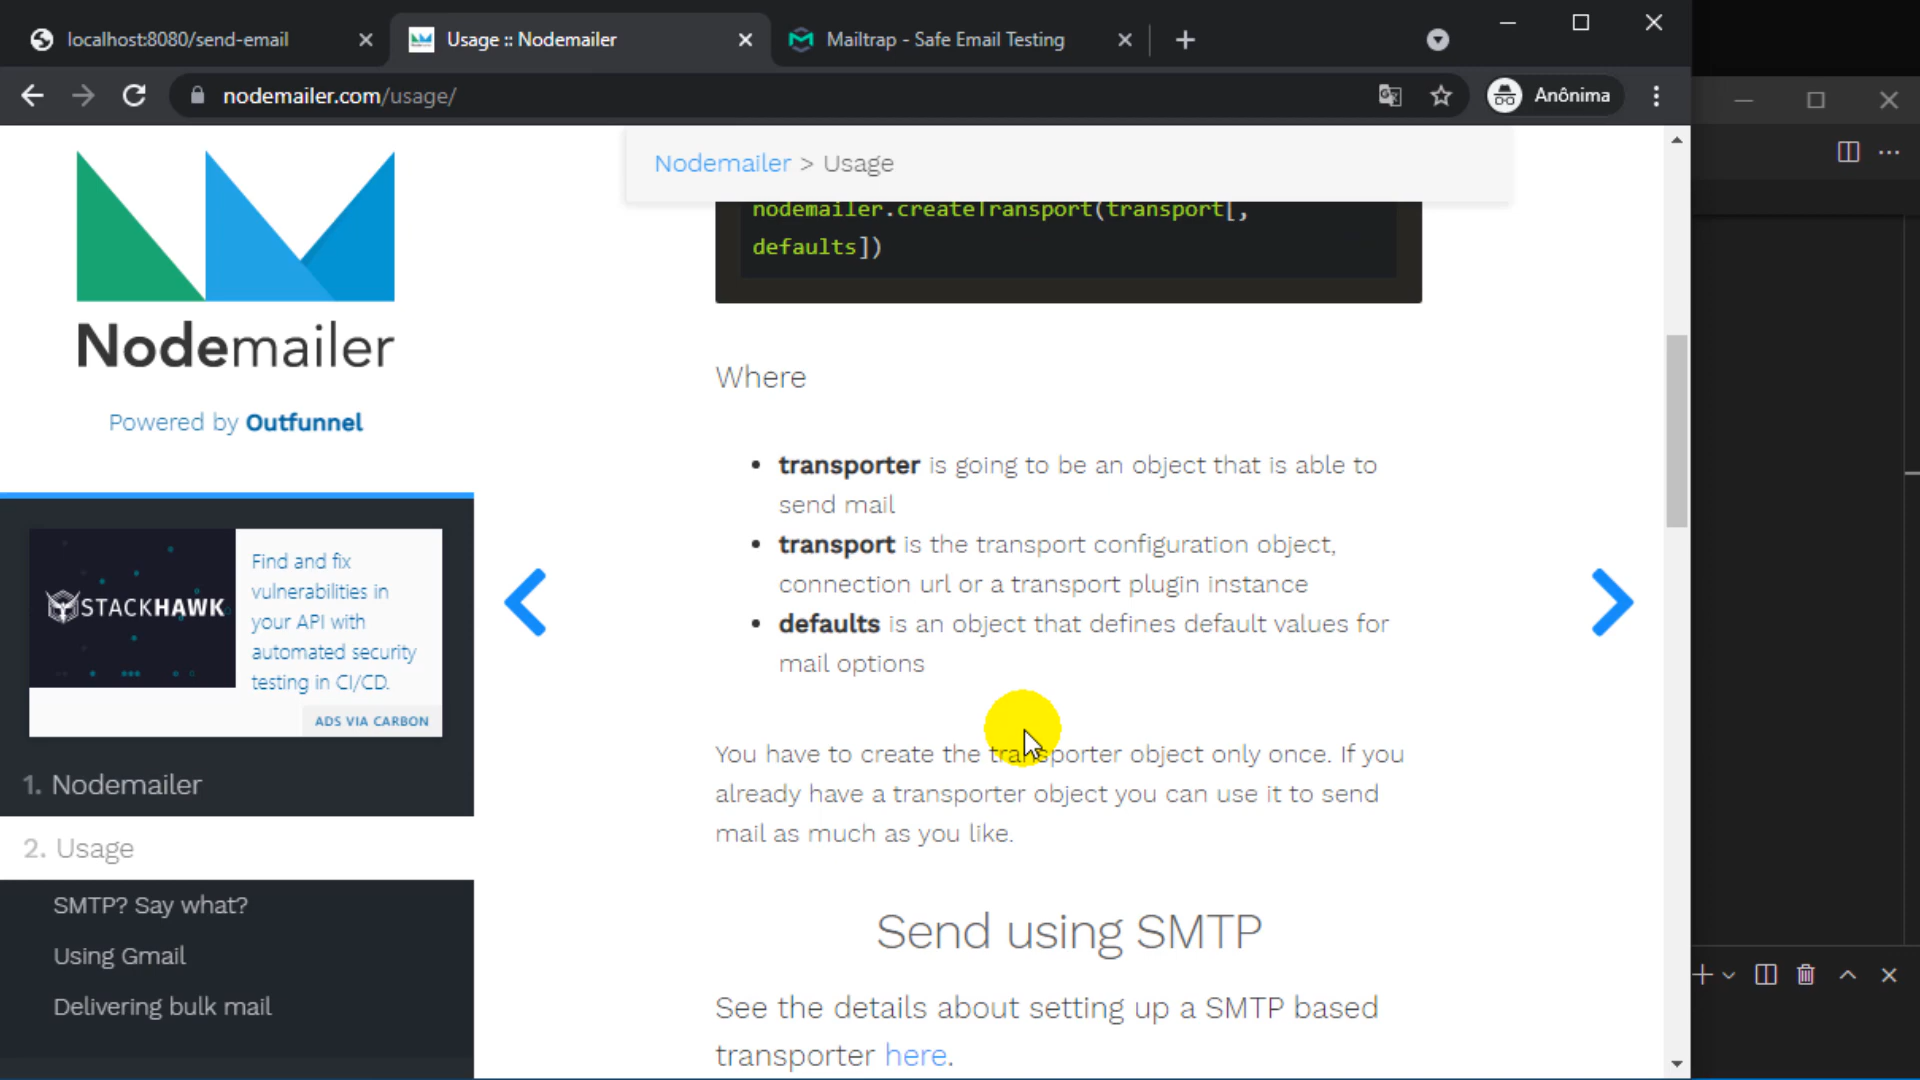 localhost:8080/send-email
Usage :: Nodemailer
Mailtrap - Safe Email Testing
nodemailer.com/usage/
Anônima
Nodemailer
Powered by Outfunnel
STACKHAWK
Find and fix
vulnerabilities in
your API with
automated security
testing in CI/CD.
ADS VIA CARBON
1. Nodemailer
2. Usage
SMTP? Say what?
Using Gmail
Delivering bulk mail
Nodemailer > Usage
nodemailer.createTransport(transport[,
defaults])
Where
• transporter is going to be an object that is able to
send mail
• transport is the transport configuration object,
connection url or a transport plugin instance
• defaults is an object that defines default values for
mail options
You have to create the transporter object only once. If you
already have a transporter object you can use it to send
mail as much as you like.
Send using SMTP
See the details about setting up a SMTP based
transporter here.